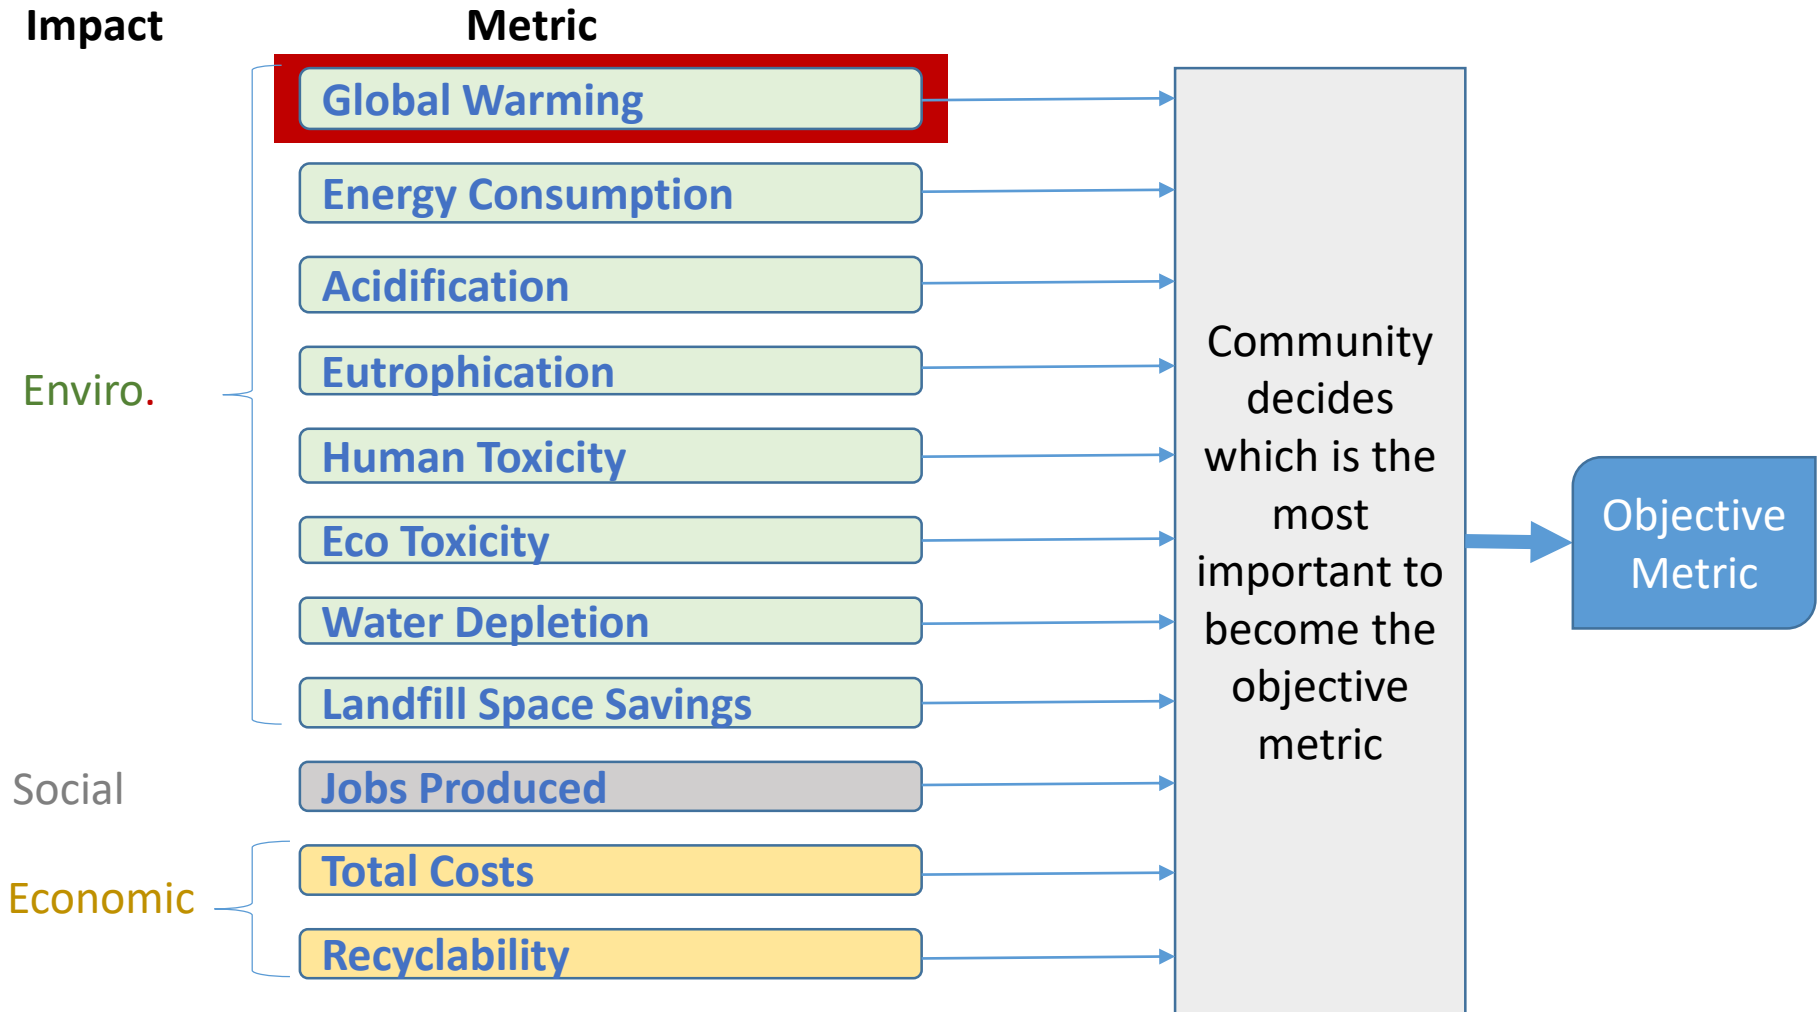 Impact Metric
Global Warming
Energy Consumption
Acidification
Eutrophication
Enviro.
Human Toxicity
Eco Toxicity
Water Depletion
Landfill Space Savings
Social
Jobs Produced
Economic
Total Costs
Recyclability
Community
decides
which is the
most
important to
become the
objective
metric
Objective
Metric